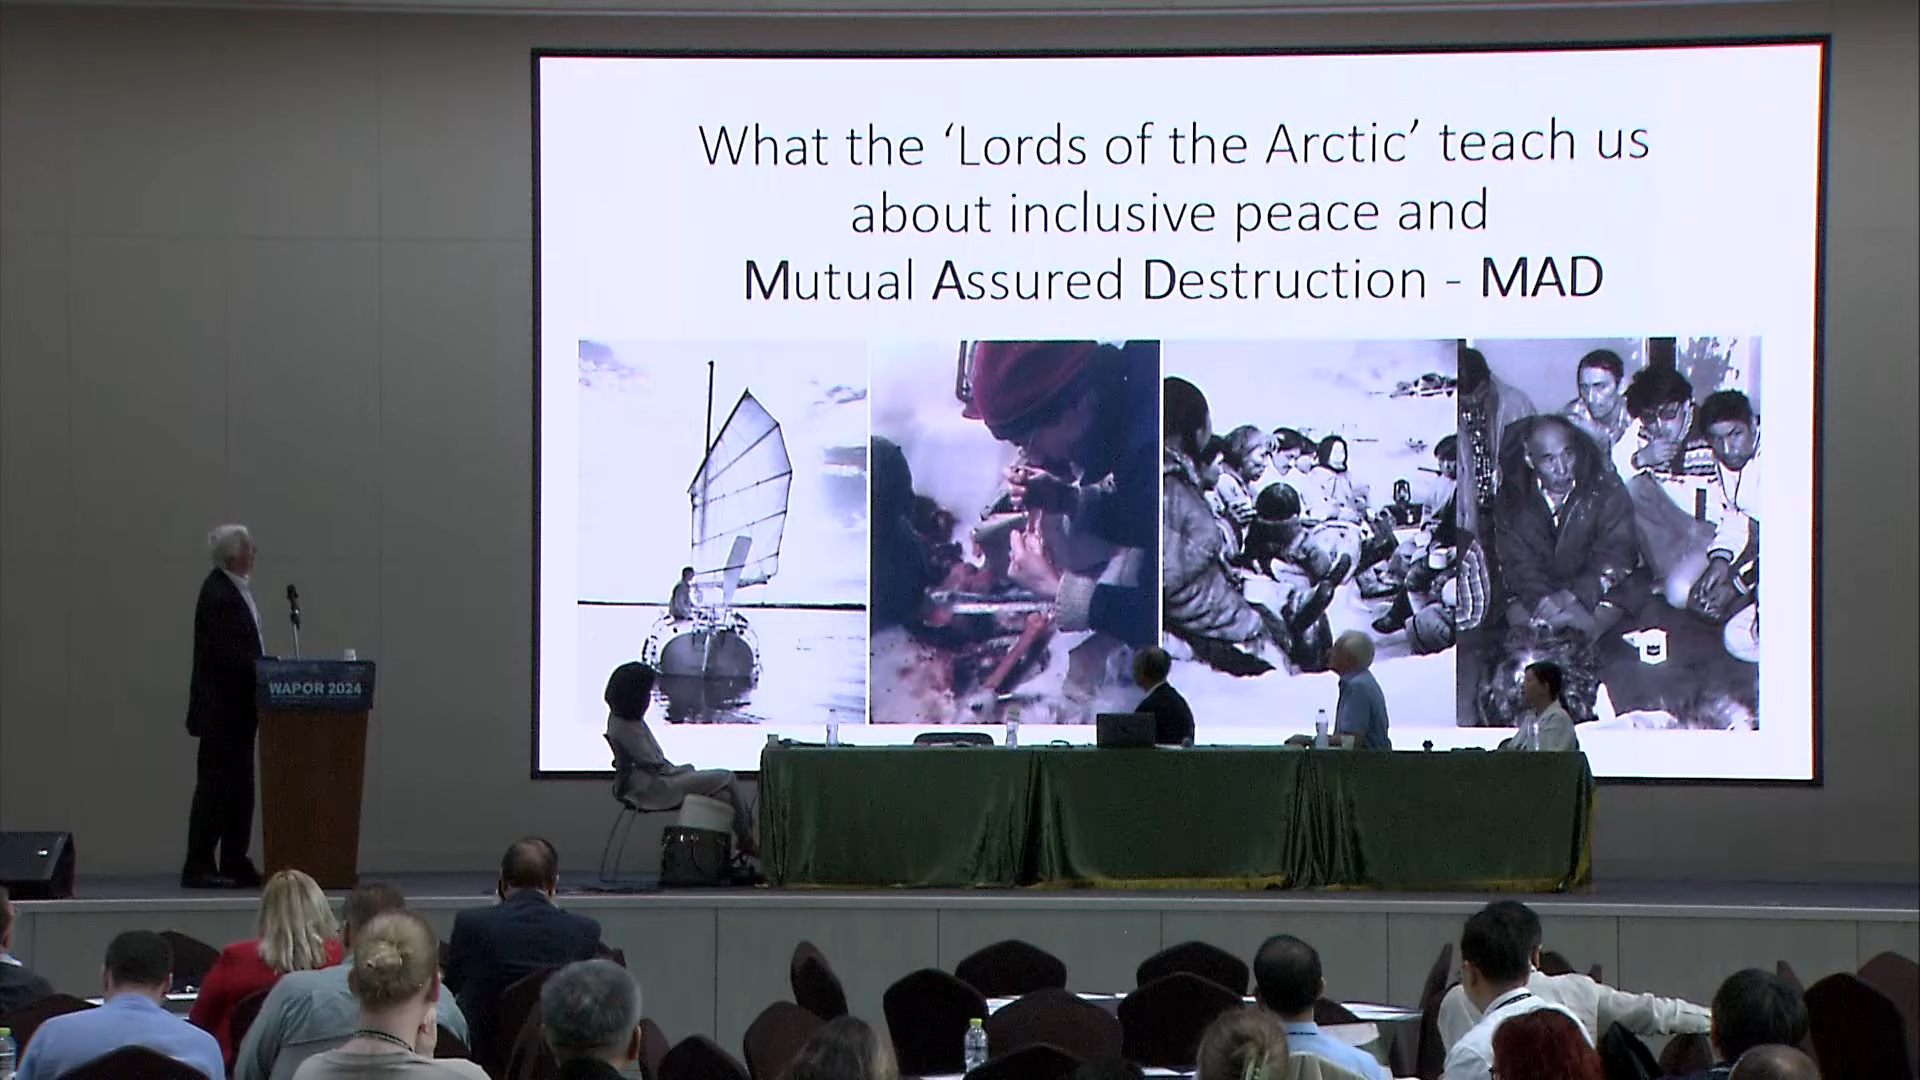 What the ‘Lords of the Arctic’ teach us
about inclusive peace and
Mutual Assured Destruction - MAD
WAPOR 2024